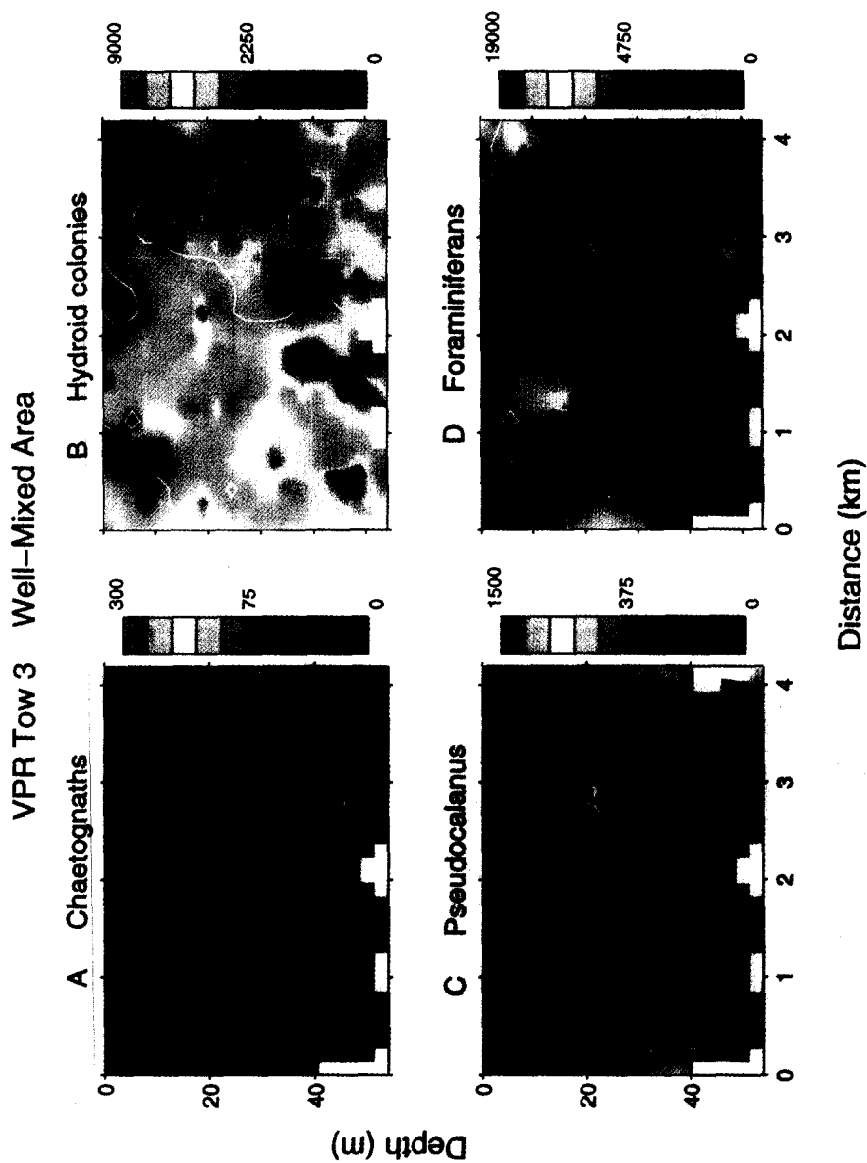 VPR Tow 3 Well–Mixed Area
A Chaetognaths
300
75
0
0
20
40
B Hydroid colonies
9000
2250
0
C Pseudocalanus
1500
375
0
0
20
40
0 1 2 3 4
D Foraminiferans
19000
4750
0
0 1 2 3 4
Depth (m)
Distance (km)